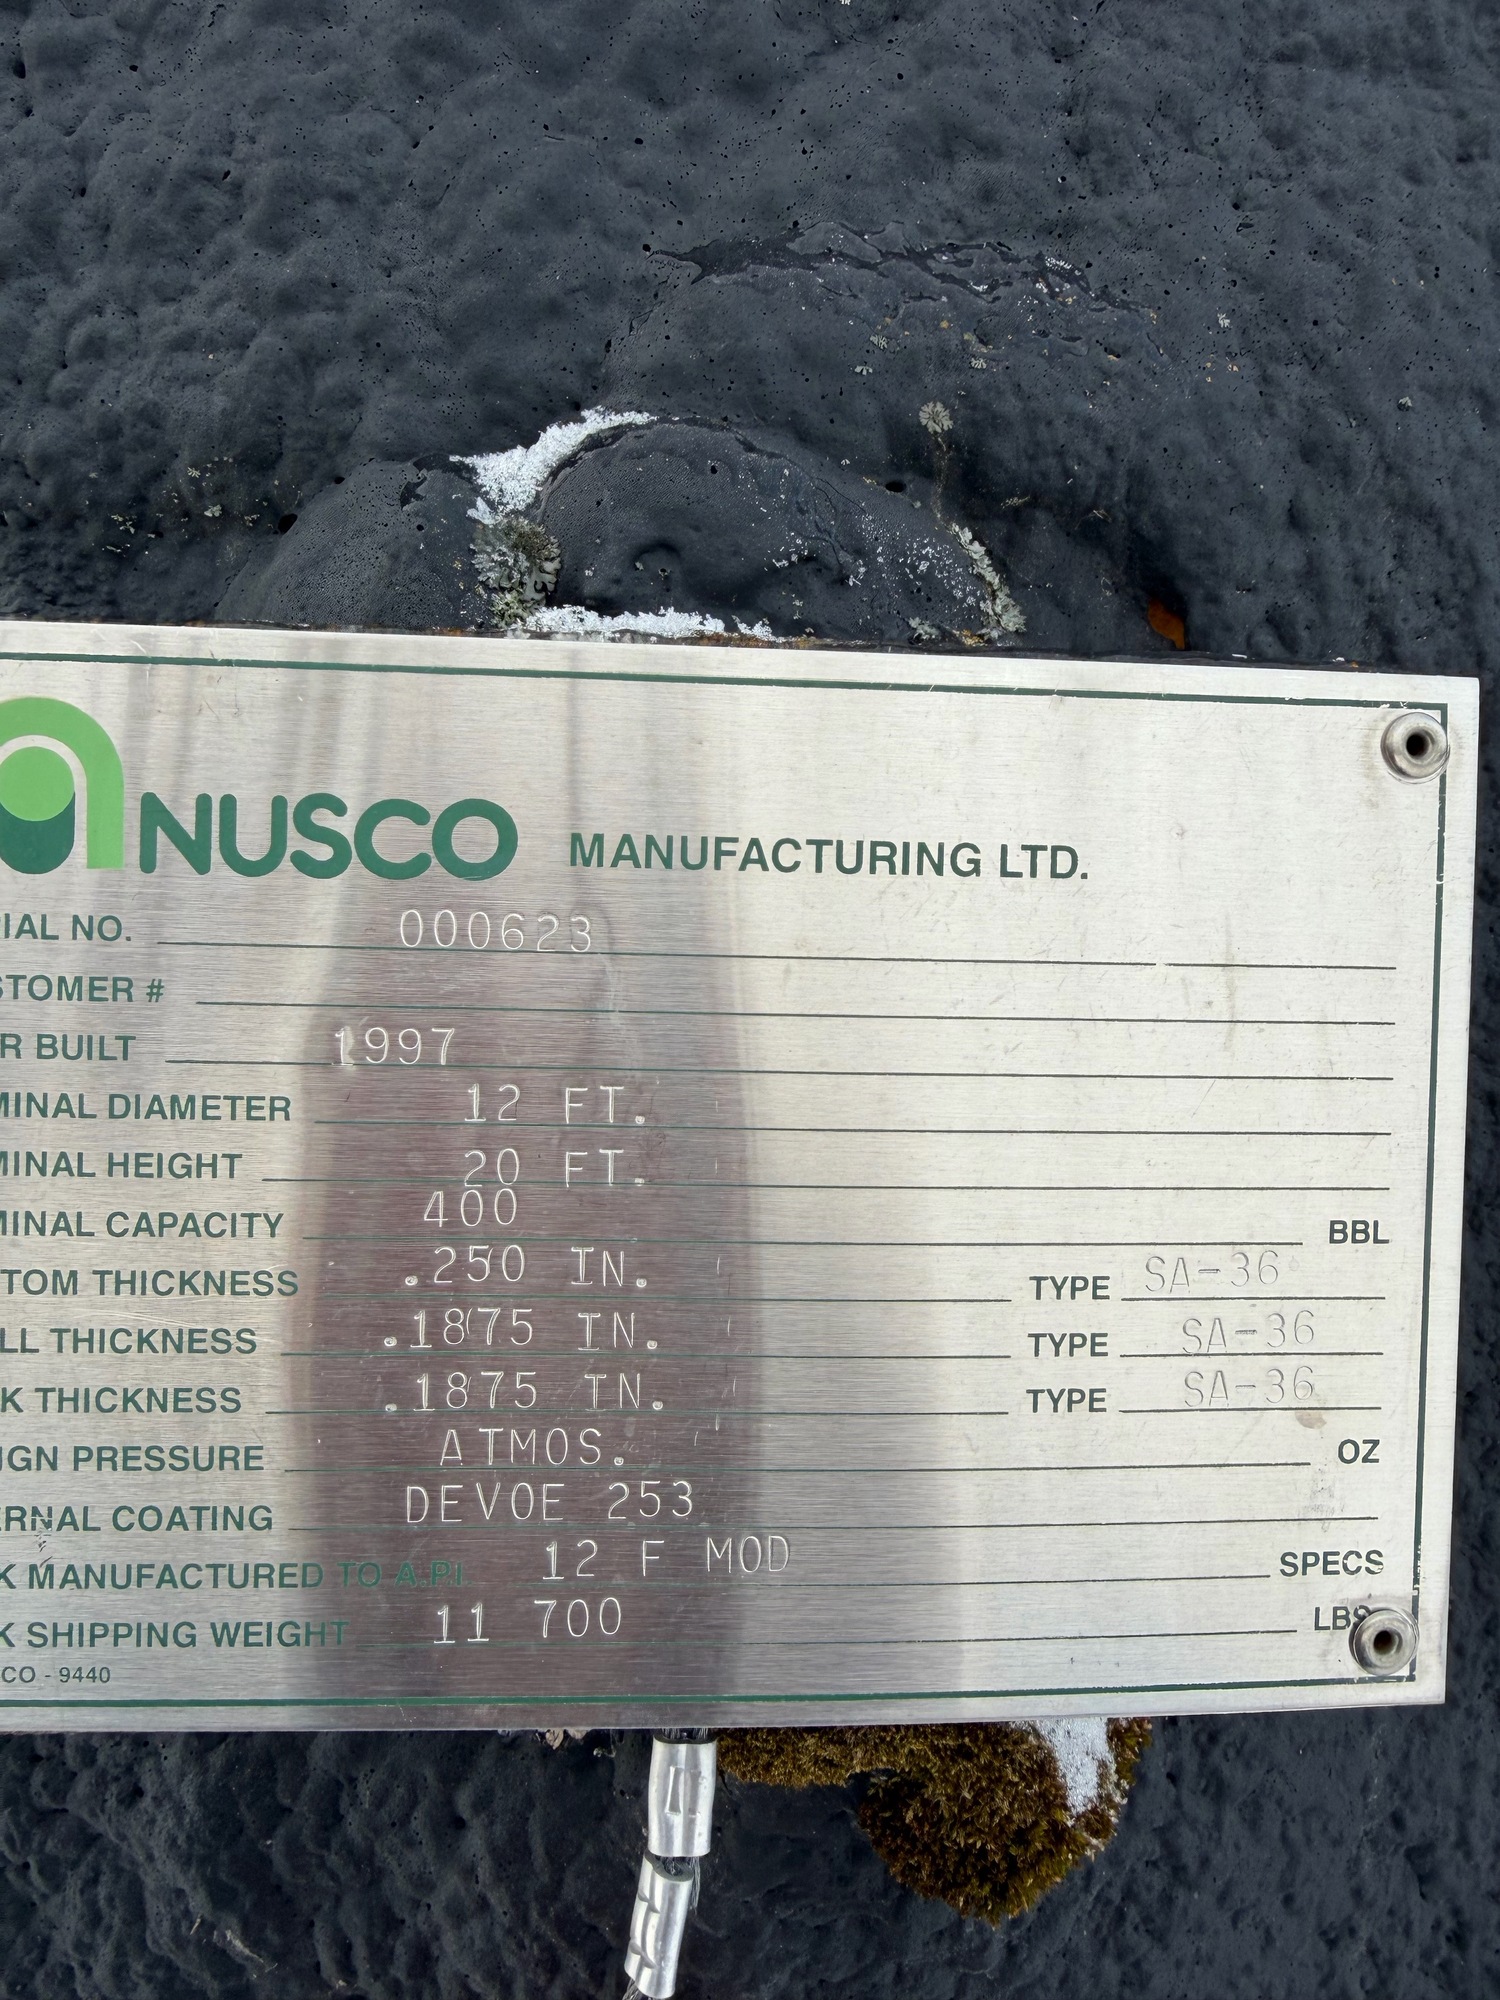 NUSCO MANUFACTURING LTD.
IAL NO. 000623
STOMER #
R BUILT 1997
MINAL DIAMETER 12 FT.
MINAL HEIGHT 20 FT.
MINAL CAPACITY 400 BBL
TOM THICKNESS .250 IN. TYPE SA-36
LL THICKNESS .1875 IN. TYPE SA-36
K THICKNESS .1875 IN. TYPE SA-36
IGN PRESSURE ATMOS. OZ
ERNAL COATING DEVOE 253
K MANUFACTURED TO A.P.I. 12 F MOD SPECS
K SHIPPING WEIGHT 11 700 LBS
CO - 9440